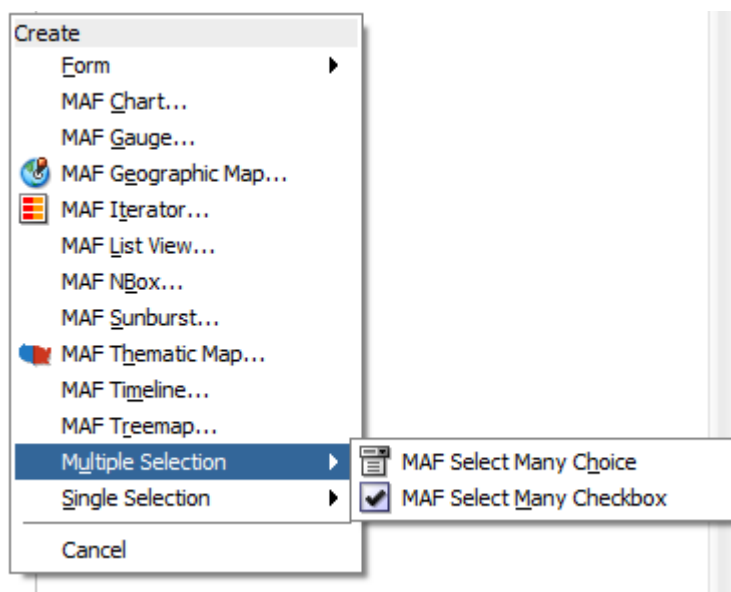 Create
Form
MAF Chart...
MAF Gauge...
MAF Geographic Map...
MAF Iterator...
MAF List View...
MAF NBox...
MAF Sunburst...
MAF Thematic Map...
MAF Timeline...
MAF Treemap...
Multiple Selection
MAF Select Many Choice
Single Selection
MAF Select Many Checkbox
Cancel